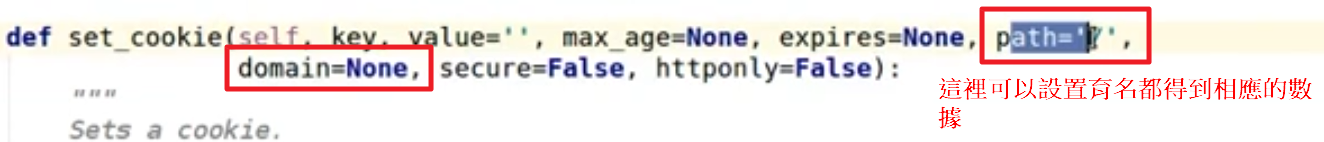 def set_cookie(self, key, value='', max_age=None, expires=None, path='/',
domain=None, secure=False, httponly=False):
"""
Sets a cookie.
這裡可以設置育名都得到相應的數
據